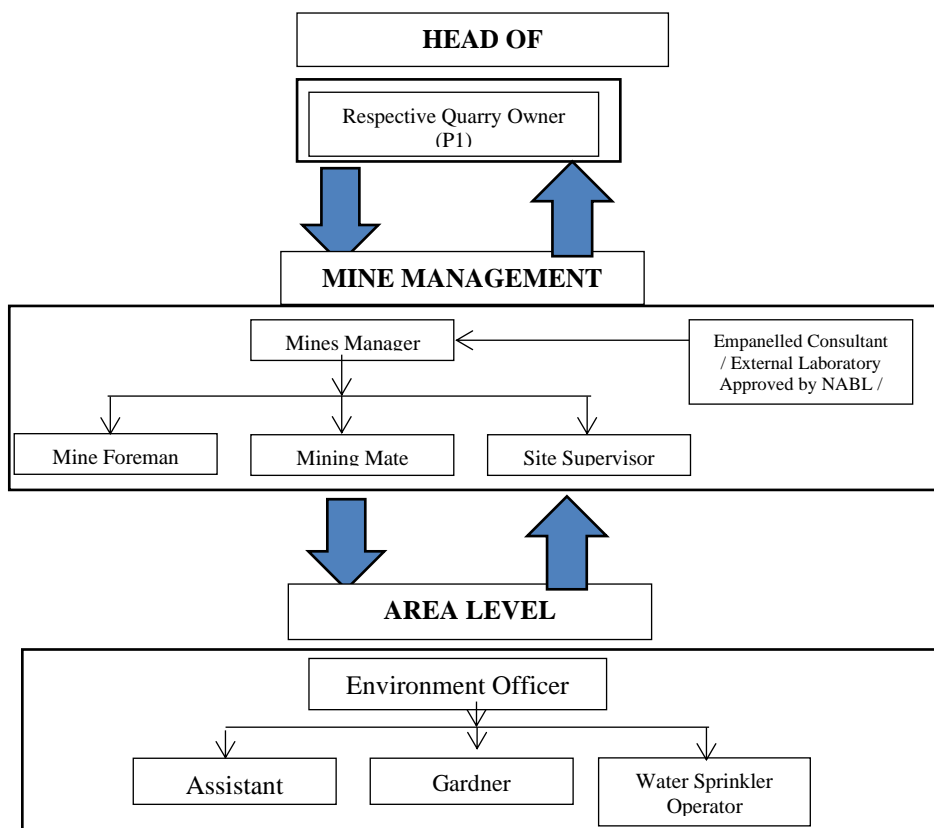 HEAD OF
Respective Quarry Owner
(P1)
MINE MANAGEMENT
Mines Manager
Empanelled Consultant
/ External Laboratory
Approved by NABL /
Mine Foreman
Mining Mate
Site Supervisor
AREA LEVEL
Environment Officer
Assistant
Gardner
Water Sprinkler
Operator